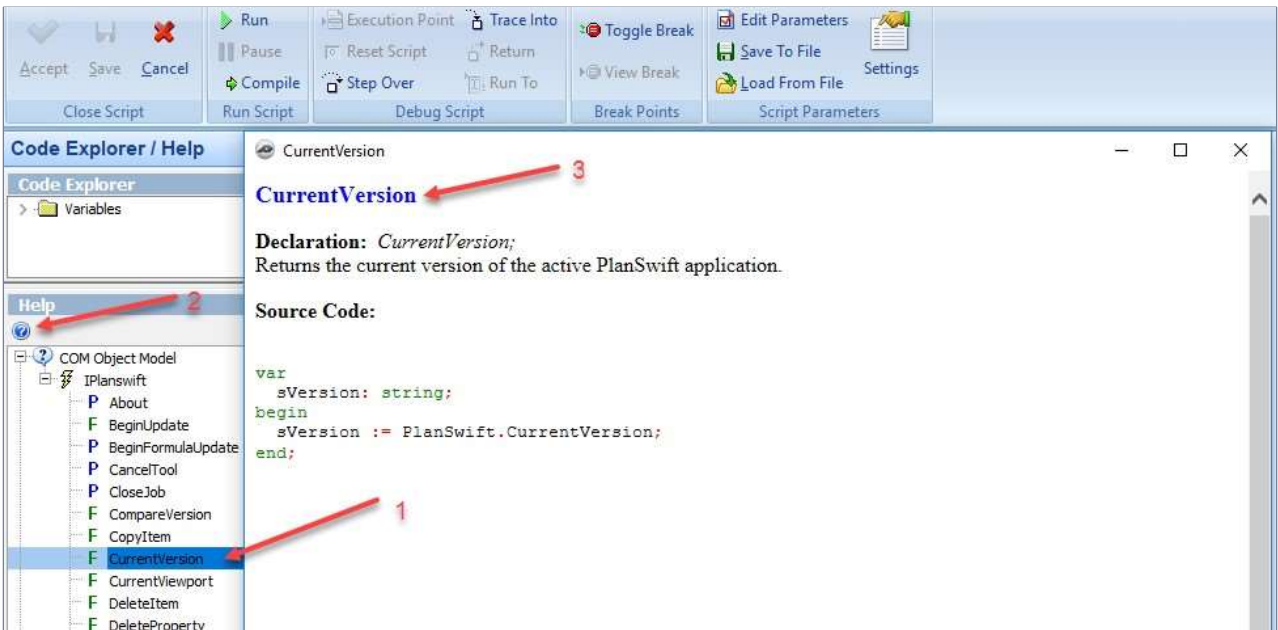 Accept Save Cancel
Close Script
Run
Pause
Compile
Run Script
Execution Point Trace Into
Reset Script Return
Step Over Run To
Debug Script
Toggle Break
View Break
Break Points
Edit Parameters
Save To File
Load From File
Settings
Script Parameters
Code Explorer / Help
Code Explorer
Variables
Help
2
COM Object Model
IPlanswift
P About
F BeginUpdate
P BeginFormulaUpdate
P CancelTool
P CloseJob
F CompareVersion
F CopyItem
F CurrentVersion
F CurrentViewport
F DeleteItem
F DeleteProperty
CurrentVersion
3
CurrentVersion
Declaration: CurrentVersion;
Returns the current version of the active PlanSwift application.
Source Code:
var
sVersion: string;
begin
sVersion := PlanSwift.CurrentVersion;
end;
1